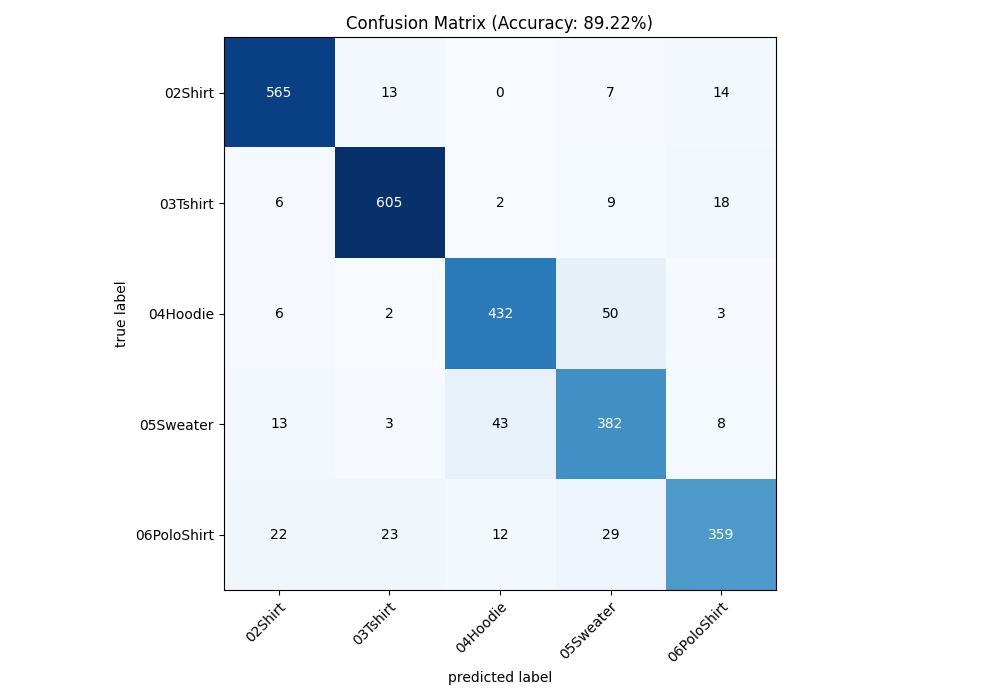 Confusion Matrix (Accuracy: 89.22%)
true label
02Shirt 565 13 0 7 14
03Tshirt 6 605 2 9 18
04Hoodie 6 2 432 50 3
05Sweater 13 3 43 382 8
06PoloShirt 22 23 12 29 359
02Shirt 03Tshirt 04Hoodie 05Sweater 06PoloShirt
predicted label